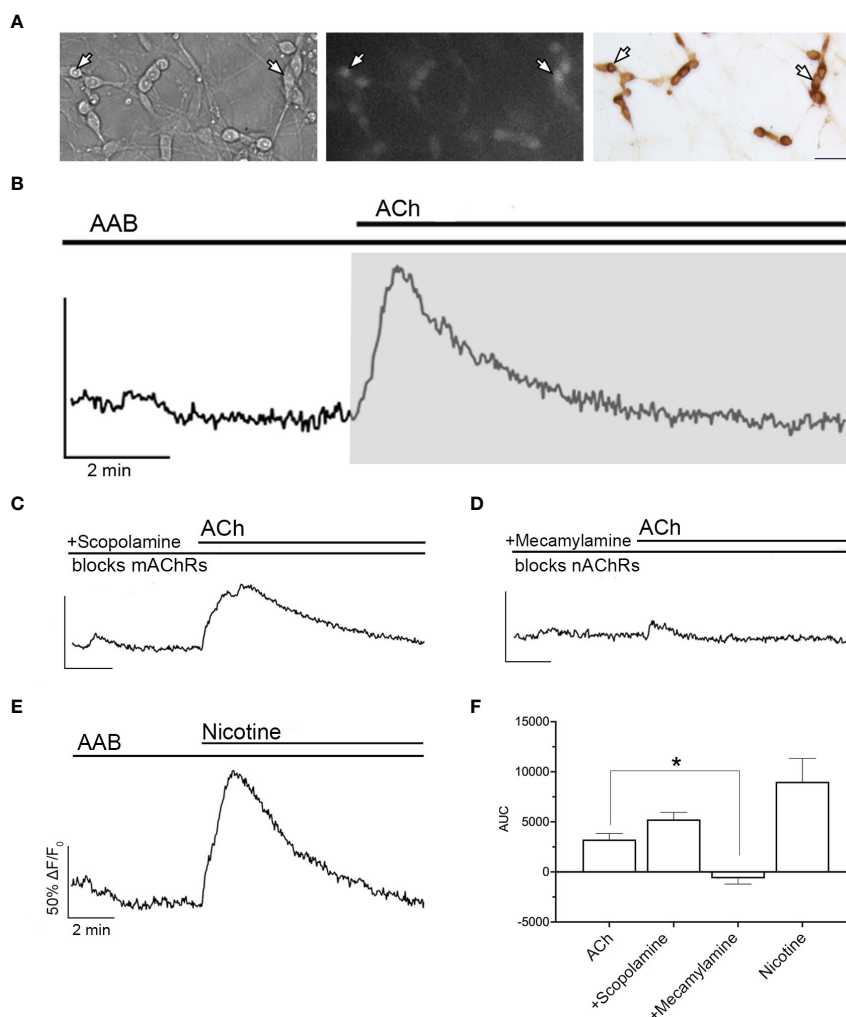 A
B
AAB
ACh
2 min
C
+Scopolamine
ACh
blocks mAChRs
D
+Mecamylamine
ACh
blocks nAChRs
E
AAB
Nicotine
50% ΔF/F0
2 min
F
15000
10000
5000
0
-5000
AUC
*
ACh
+Scopolamine
+Mecamylamine
Nicotine